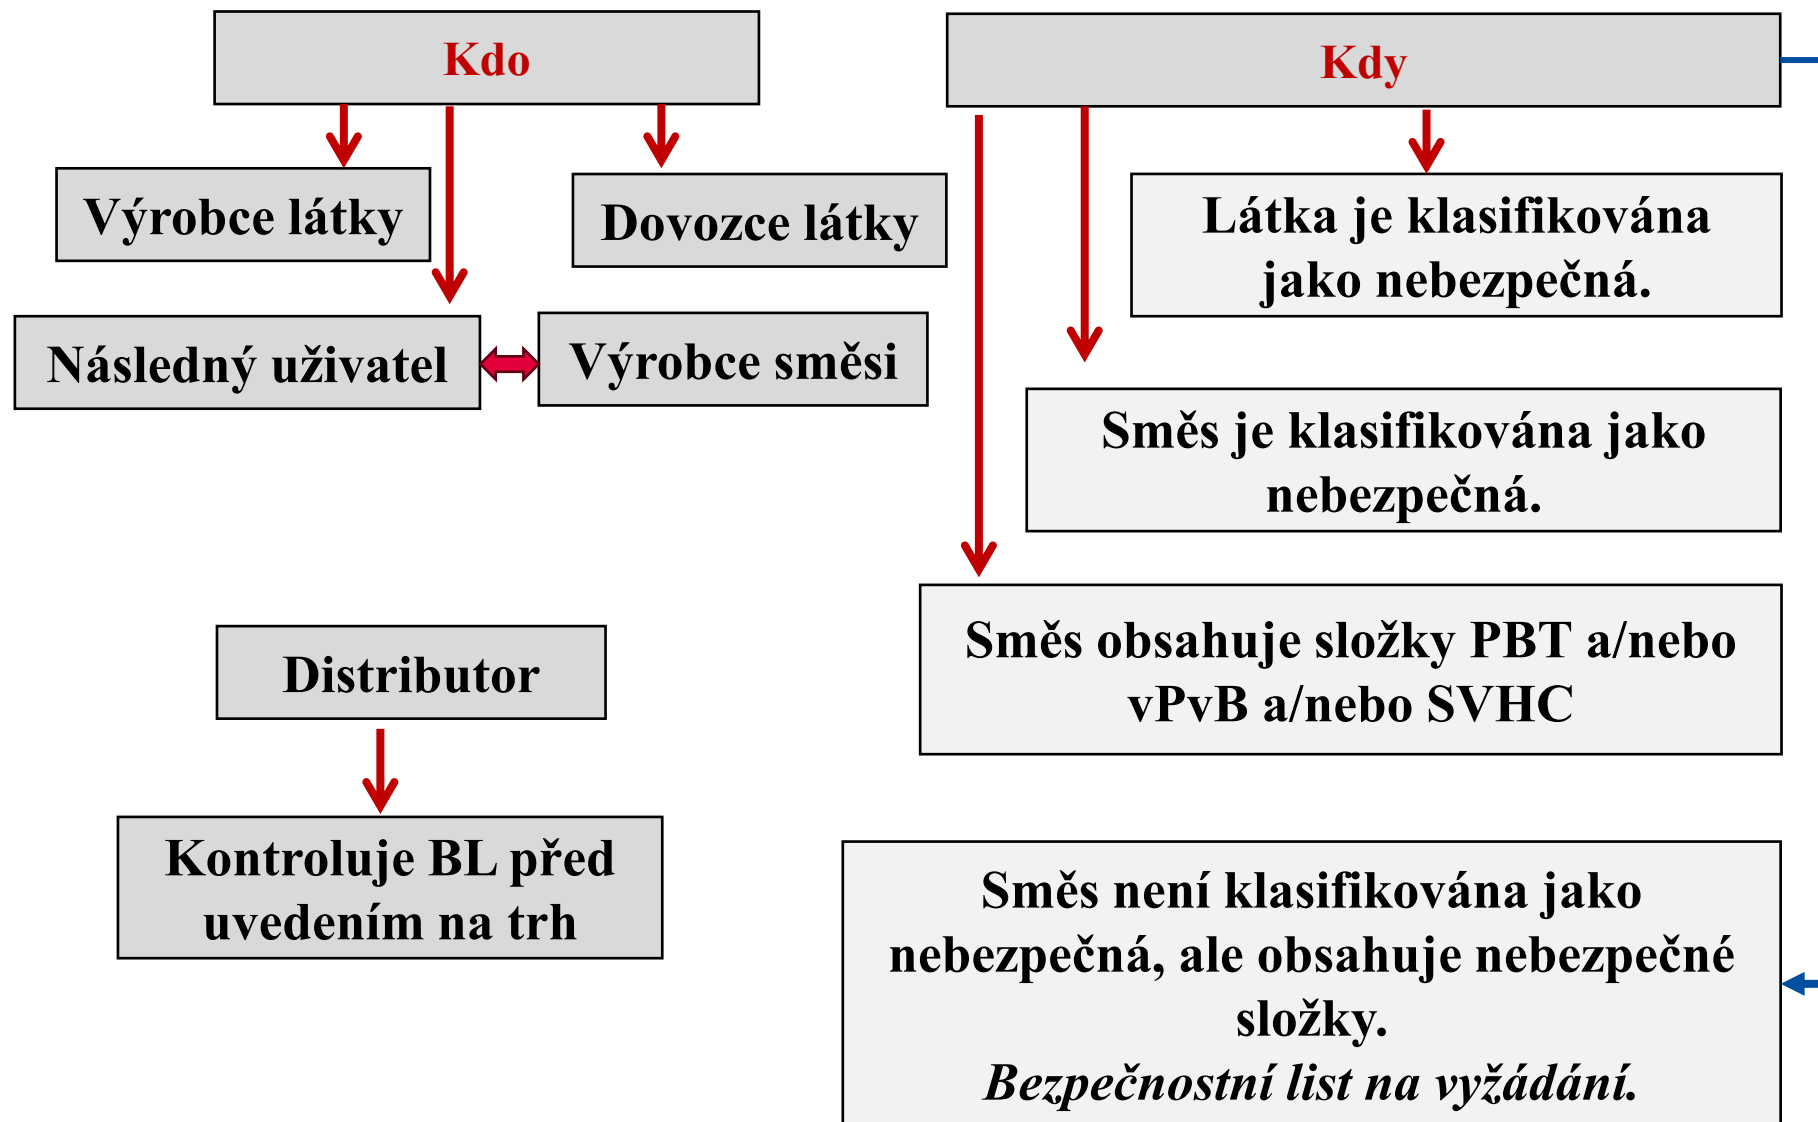 Kdo
Výrobce látky
Dovozce látky
Následný uživatel
Výrobce směsi
Distributor
Kontroluje BL před
uvedením na trh
Kdy
Látka je klasifikována
jako nebezpečná.
Směs je klasifikována jako
nebezpečná.
Směs obsahuje složky PBT a/nebo
vPvB a/nebo SVHC
Směs není klasifikována jako
nebezpečná, ale obsahuje nebezpečné
složky.
Bezpečnostní list na vyžádání.